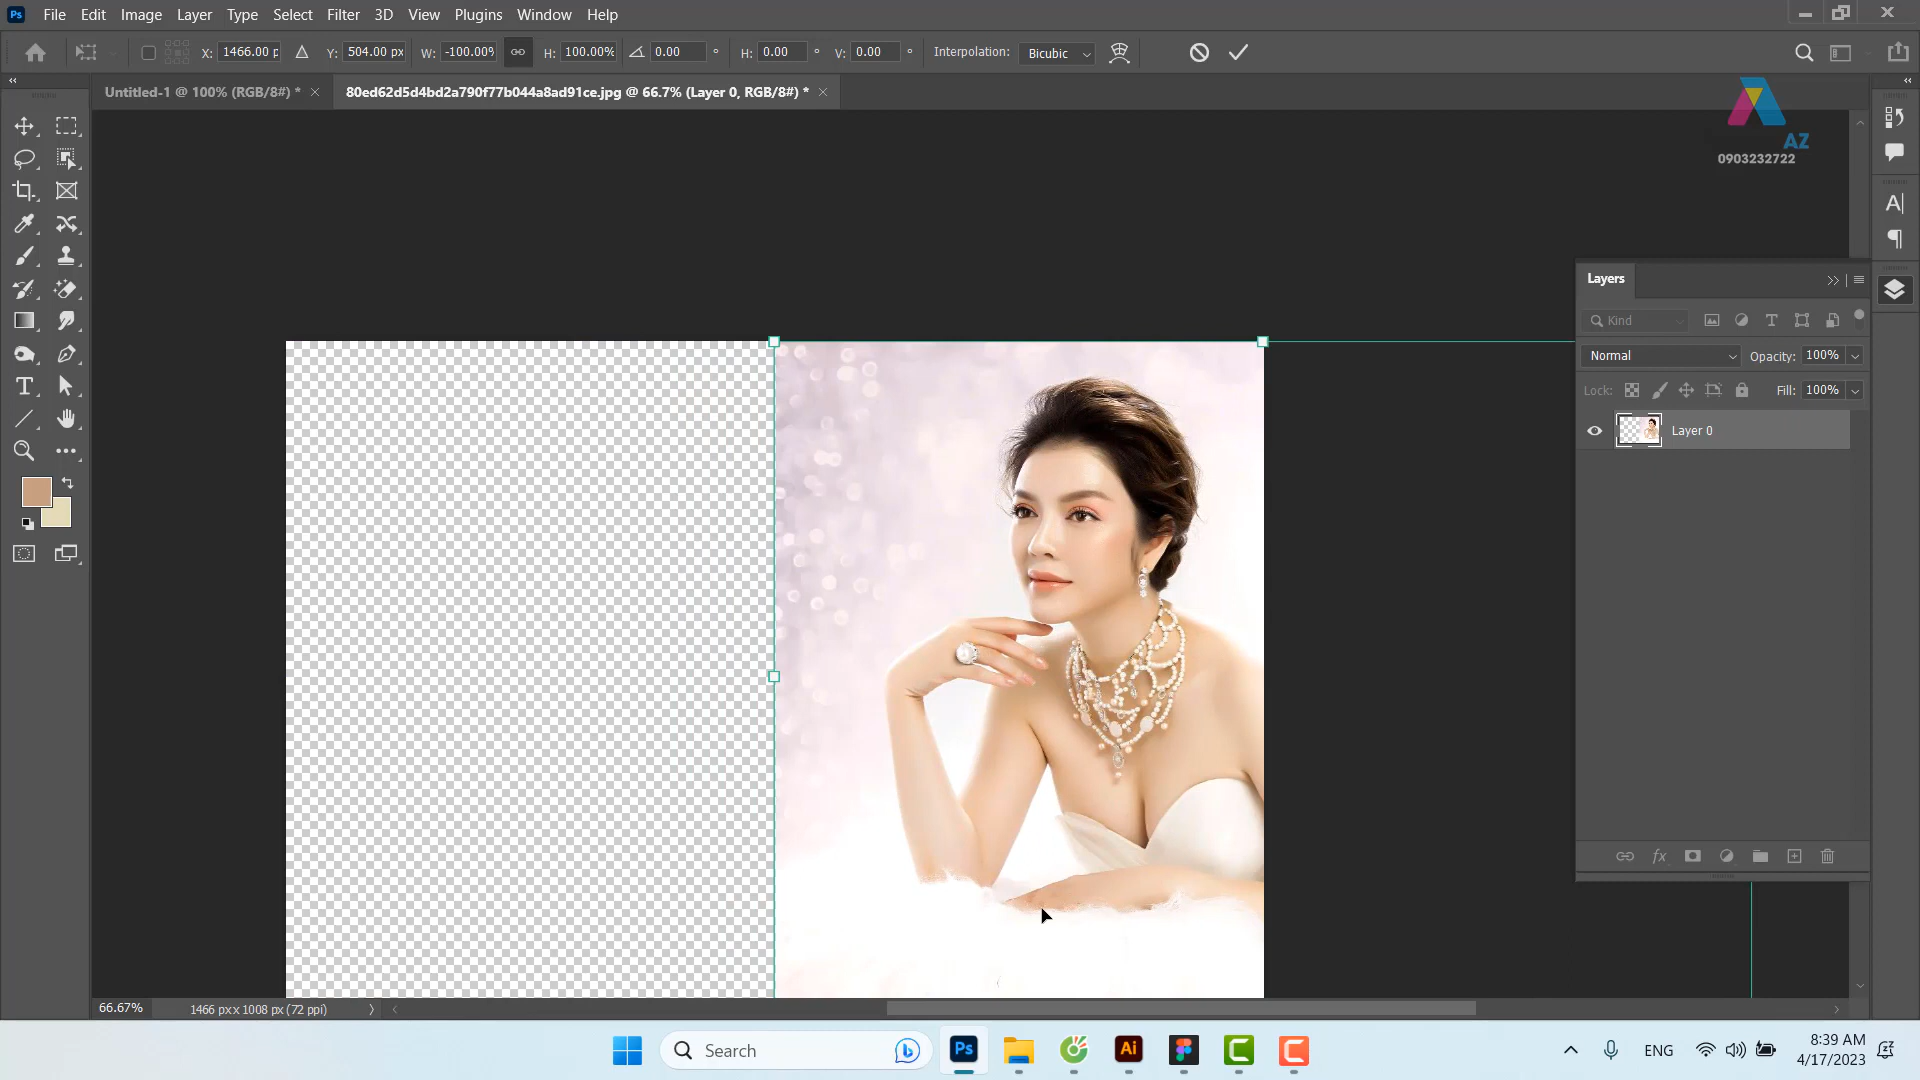 Ps File Edit Image Layer Type Select Filter 3D View Plugins Window Help
X: 1466.00 p Y: 504.00 px W: -100.00% H: 100.00% 0.00 ° H: 0.00 ° V: 0.00 ° Interpolation: Bicubic
Untitled-1 @ 100% (RGB/8#) * 80ed62d5d4bd2a790f77b044a8ad91ce.jpg @ 66.7% (Layer 0, RGB/8#) *
AZ
0903232722
Layers
Kind
Normal Opacity: 100%
Lock: Fill: 100%
Layer 0
66.67% 1466 px x 1008 px (72 ppi)
Search Ps Ai ENG 8:39 AM
4/17/2023